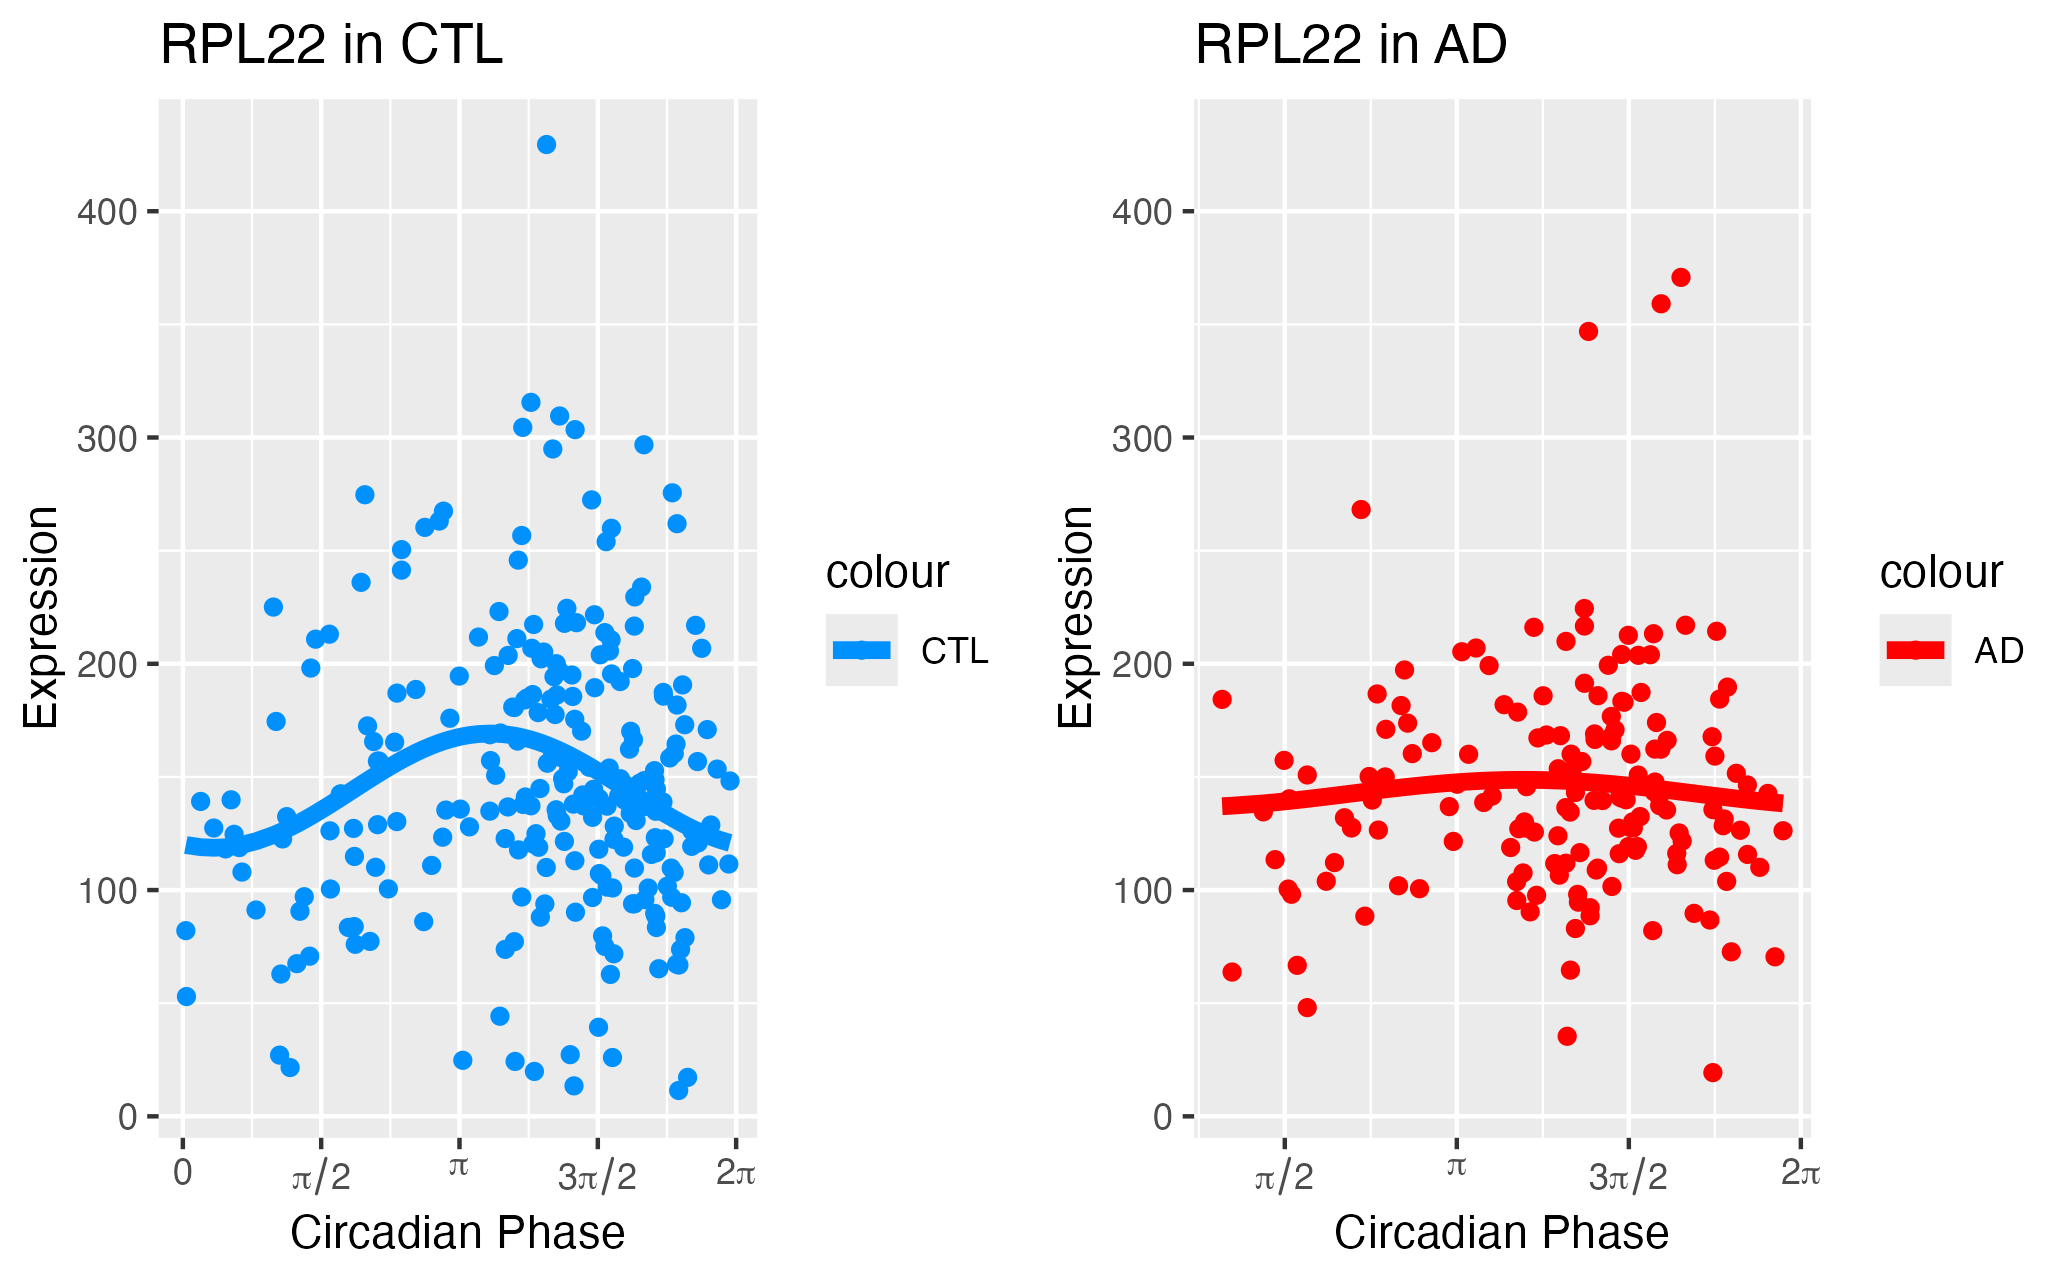 RPL22 in CTL
Expression
400
300
200
100
0
0
π/2
π
3π/2
2π
Circadian Phase
colour
CTL
RPL22 in AD
Expression
400
300
200
100
0
π/2
π
3π/2
2π
Circadian Phase
colour
AD